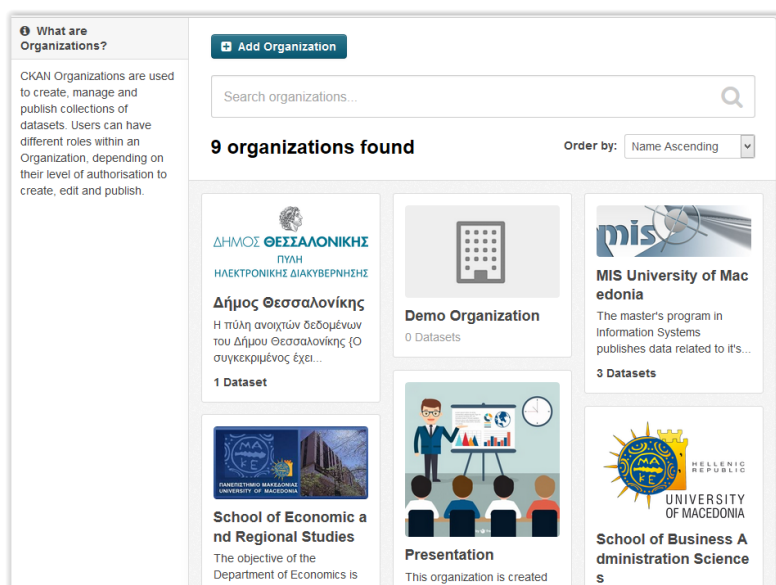 What are
Organizations?
CKAN Organizations are used
to create, manage and
publish collections of
datasets. Users can have
different roles within an
Organization, depending on
their level of authorisation to
create, edit and publish.
Add Organization
Search organizations...
9 organizations found
Order by:
Name Ascending
ΔΗΜΟΣ ΘΕΣΣΑΛΟΝΙΚΗΣ
ΠΥΛΗ
ΗΛΕΚΤΡΟΝΙΚΗΣ ΔΙΑΚΥΒΕΡΝΗΣΗΣ
Δήμος Θεσσαλονίκης
Η πύλη ανοιχτών δεδομένων
του Δήμου Θεσσαλονίκης {Ο
συγκεκριμένος έχει...
1 Dataset
Demo Organization
0 Datasets
mis
MIS University of Mac
edonia
The master's program in
Information Systems
publishes data related to it's...
3 Datasets
ΜΑ
ΚΕ
ΠΑΝΕΠΙΣΤΗΜΙΟ ΜΑΚΕΔΟΝΙΑΣ
UNIVERSITY OF MACEDONIA
School of Economic a
nd Regional Studies
The objective of the
Department of Economics is
Presentation
This organization is created
ΜΑ
ΚΕ
HELLENIC
REPUBLIC
UNIVERSITY
OF MACEDONIA
School of Business A
dministration Science
s